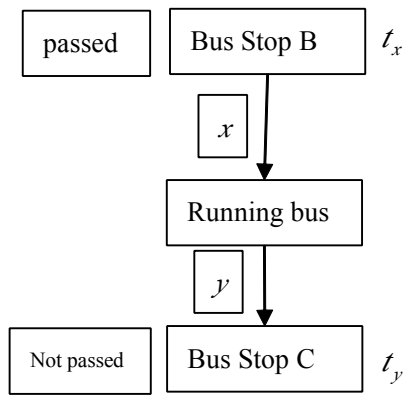 passed
Bus Stop B
t_x
x
Running bus
y
Not passed
Bus Stop C
t_y